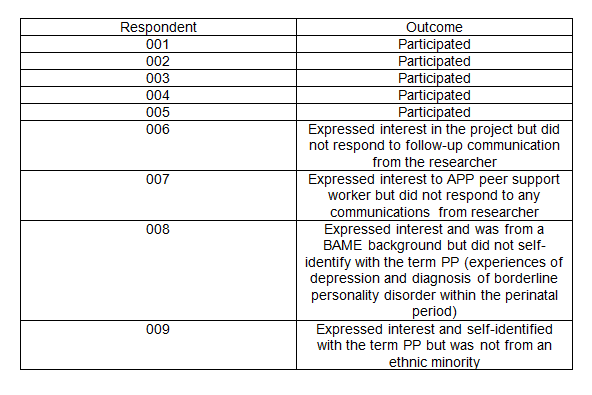 Respondent Outcome
001 Participated
002 Participated
003 Participated
004 Participated
005 Participated
006 Expressed interest in the project but did
not respond to follow-up communication
from the researcher
007 Expressed interest to APP peer support
worker but did not respond to any
communications from researcher
008 Expressed interest and was from a
BAME background but did not self-
identify with the term PP (experiences of
depression and diagnosis of borderline
personality disorder within the perinatal
period)
009 Expressed interest and self-identified
with the term PP but was not from an
ethnic minority